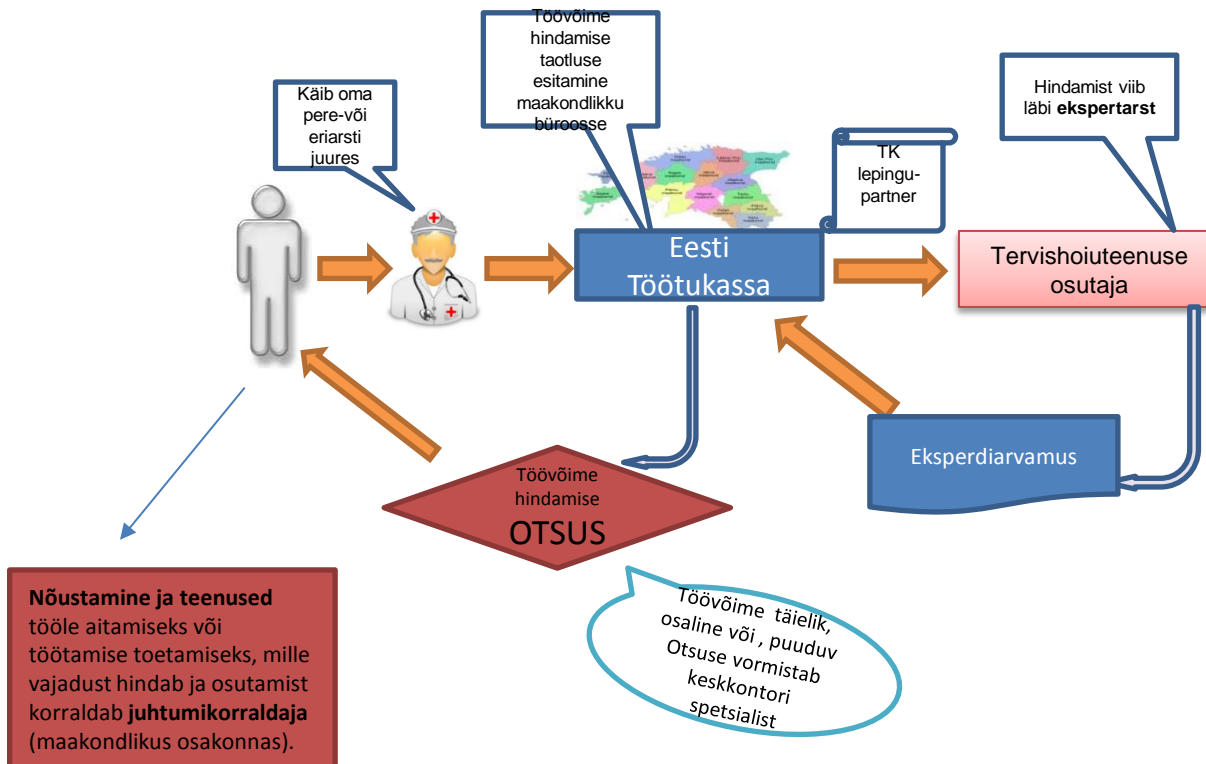 Käib oma
pere-või
eriarsti
juures
Töövõime
hindamise
taotluse
esitamine
maakondlikku
büroosse
TK
lepingu-
partner
Hindamist viib
läbi ekspertarst
Eesti
Töötukassa
Tervishoiuteenuse
osutaja
Eksperdiarvamus
Töövõime
hindamise
OTSUS
Töövõime täielik,
osaline või , puuduv
Otsuse vormistab
keskkontori
spetsialist
Nõustamine ja teenused
tööle aitamiseks või
töötamise toetamiseks, mille
vajadust hindab ja osutamist
korraldab juhtumikorraldaja
(maakondlikus osakonnas).